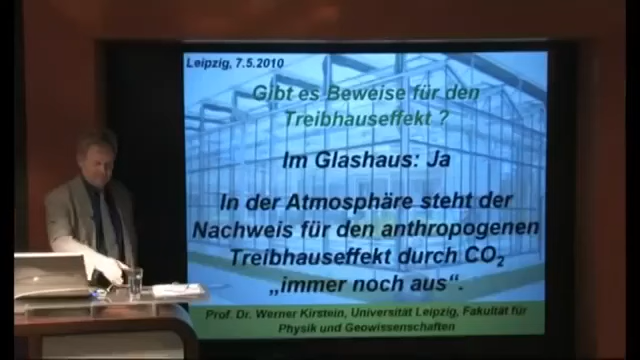 Leipzig, 7.5.2010
Gibt es Beweise für den
Treibhauseffekt ?
Im Glashaus: Ja
In der Atmosphäre steht der
Nachweis für den anthropogenen
Treibhauseffekt durch CO₂
„immer noch aus“.
Prof. Dr. Werner Kirstein, Universität Leipzig, Fakultät für
Physik und Geowissenschaften